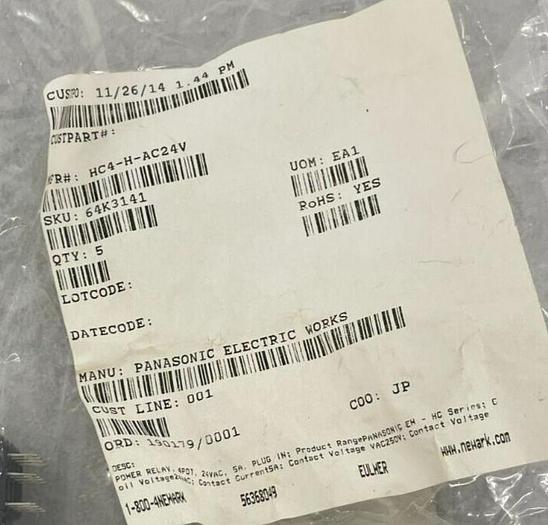 CUSPO: 11/26/14 1.44 PM
CUSTPART#:
FR#: HC4-H-AC24V
UOM: EA1
SKU: 64K3141
RoHS: YES
QTY: 5
LOTCODE:
DATECODE:
MANU: PANASONIC ELECTRIC WORKS
CUST LINE: 001
COO: JP
ORD: 190179/0001
DESC:
POWER RELAY, 4PDT, 24VAC, 5A, PLUG IN; Product RangePANASONIC EW - HC Series; C
oil Voltage24VAC; Contact Current5A; Contact Voltage VAC250V; Contact Voltage
1-800-4NEWARK
56368049
EULMER
www.newark.com